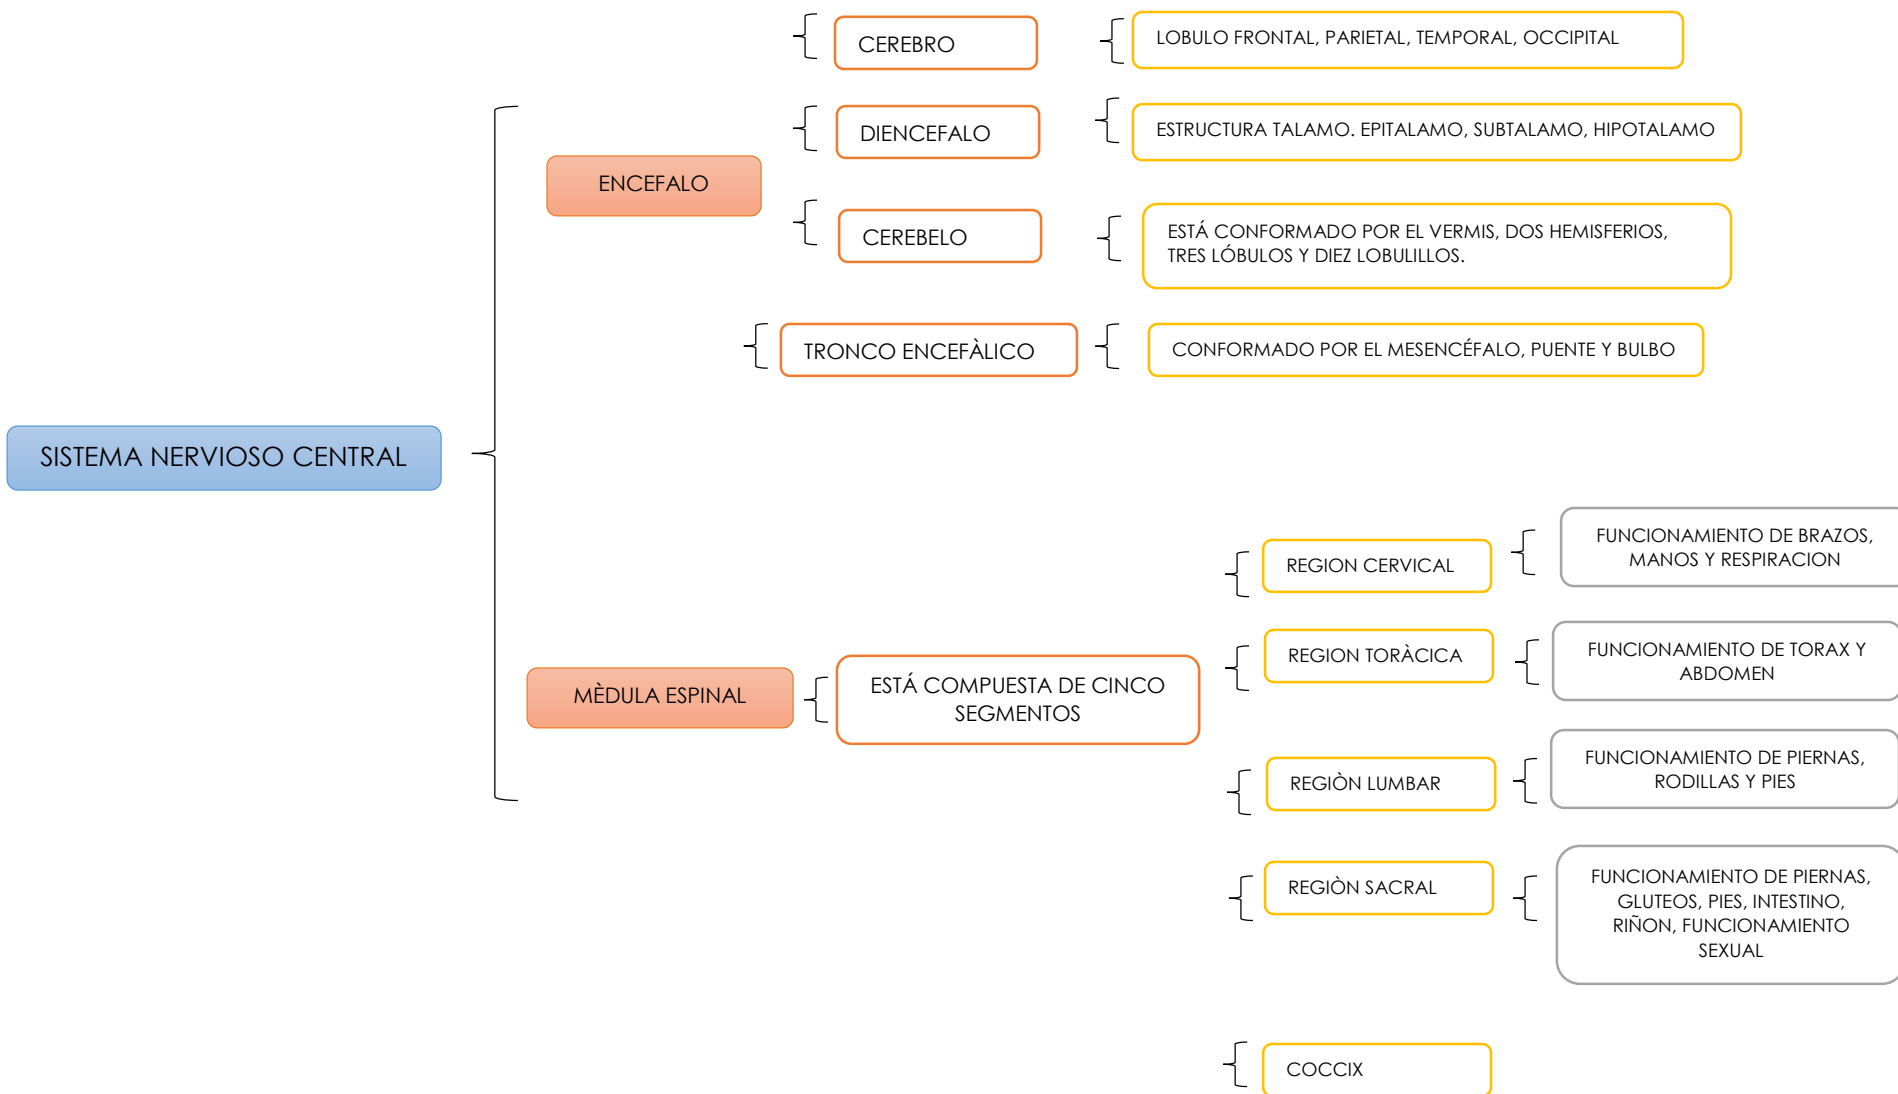 CEREBRO
LOBULO FRONTAL, PARIETAL, TEMPORAL, OCCIPITAL
DIENCEFALO
ESTRUCTURA TALAMO. EPITALAMO, SUBTALAMO, HIPOTALAMO
ENCEFALO
CEREBELO
ESTÁ CONFORMADO POR EL VERMIS, DOS HEMISFERIOS,
TRES LÓBULOS Y DIEZ LOBULILLOS.
TRONCO ENCEFÀLICO
CONFORMADO POR EL MESENCÉFALO, PUENTE Y BULBO
SISTEMA NERVIOSO CENTRAL
REGION CERVICAL
FUNCIONAMIENTO DE BRAZOS,
MANOS Y RESPIRACION
REGION TORÀCICA
FUNCIONAMIENTO DE TORAX Y
ABDOMEN
MÈDULA ESPINAL
ESTÁ COMPUESTA DE CINCO
SEGMENTOS
REGIÒN LUMBAR
FUNCIONAMIENTO DE PIERNAS,
RODILLAS Y PIES
REGIÒN SACRAL
FUNCIONAMIENTO DE PIERNAS,
GLUTEOS, PIES, INTESTINO,
RIÑON, FUNCIONAMIENTO
SEXUAL
COCCIX